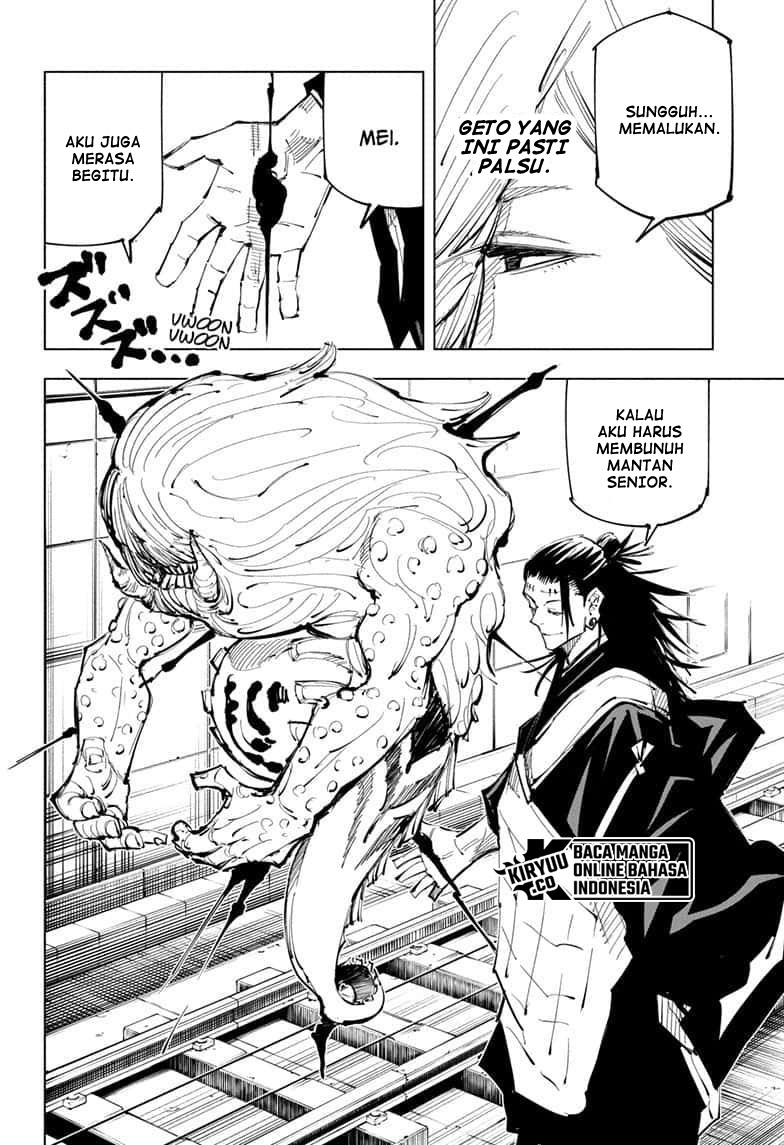 SUNGGUH...
MEMALUKAN.
GETO YANG
INI PASTI
PALSU.
MEI.
AKU JUGA
MERASA
BEGITU.
ズズズ...
VWOON
VWOON
KALAU
AKU HARUS
MEMBUNUH
MANTAN
SENIOR.
KIRYUU
.CO
BACA MANGA
ONLINE BAHASA
INDONESIA